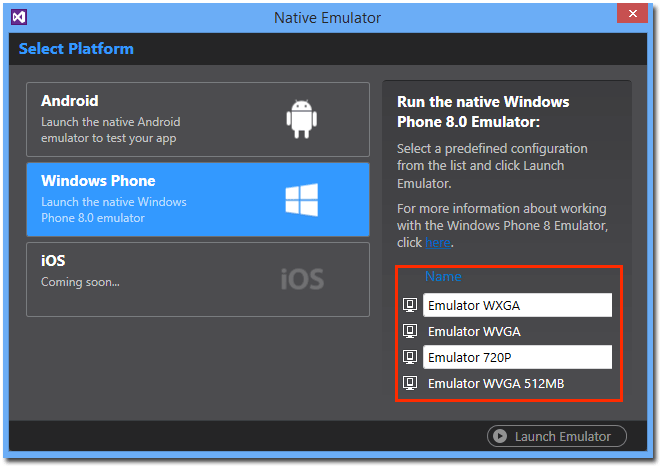 Native Emulator
Select Platform
Android
Launch the native Android
emulator to test your app
Windows Phone
Launch the native Windows
Phone 8.0 emulator
iOS
Coming soon...
iOS
Run the native Windows
Phone 8.0 Emulator:
Select a predefined configuration
from the list and click Launch
Emulator.
For more information about working
with the Windows Phone 8 Emulator,
click here.
Name
Emulator WXGA
Emulator WVGA
Emulator 720P
Emulator WVGA 512MB
Launch Emulator